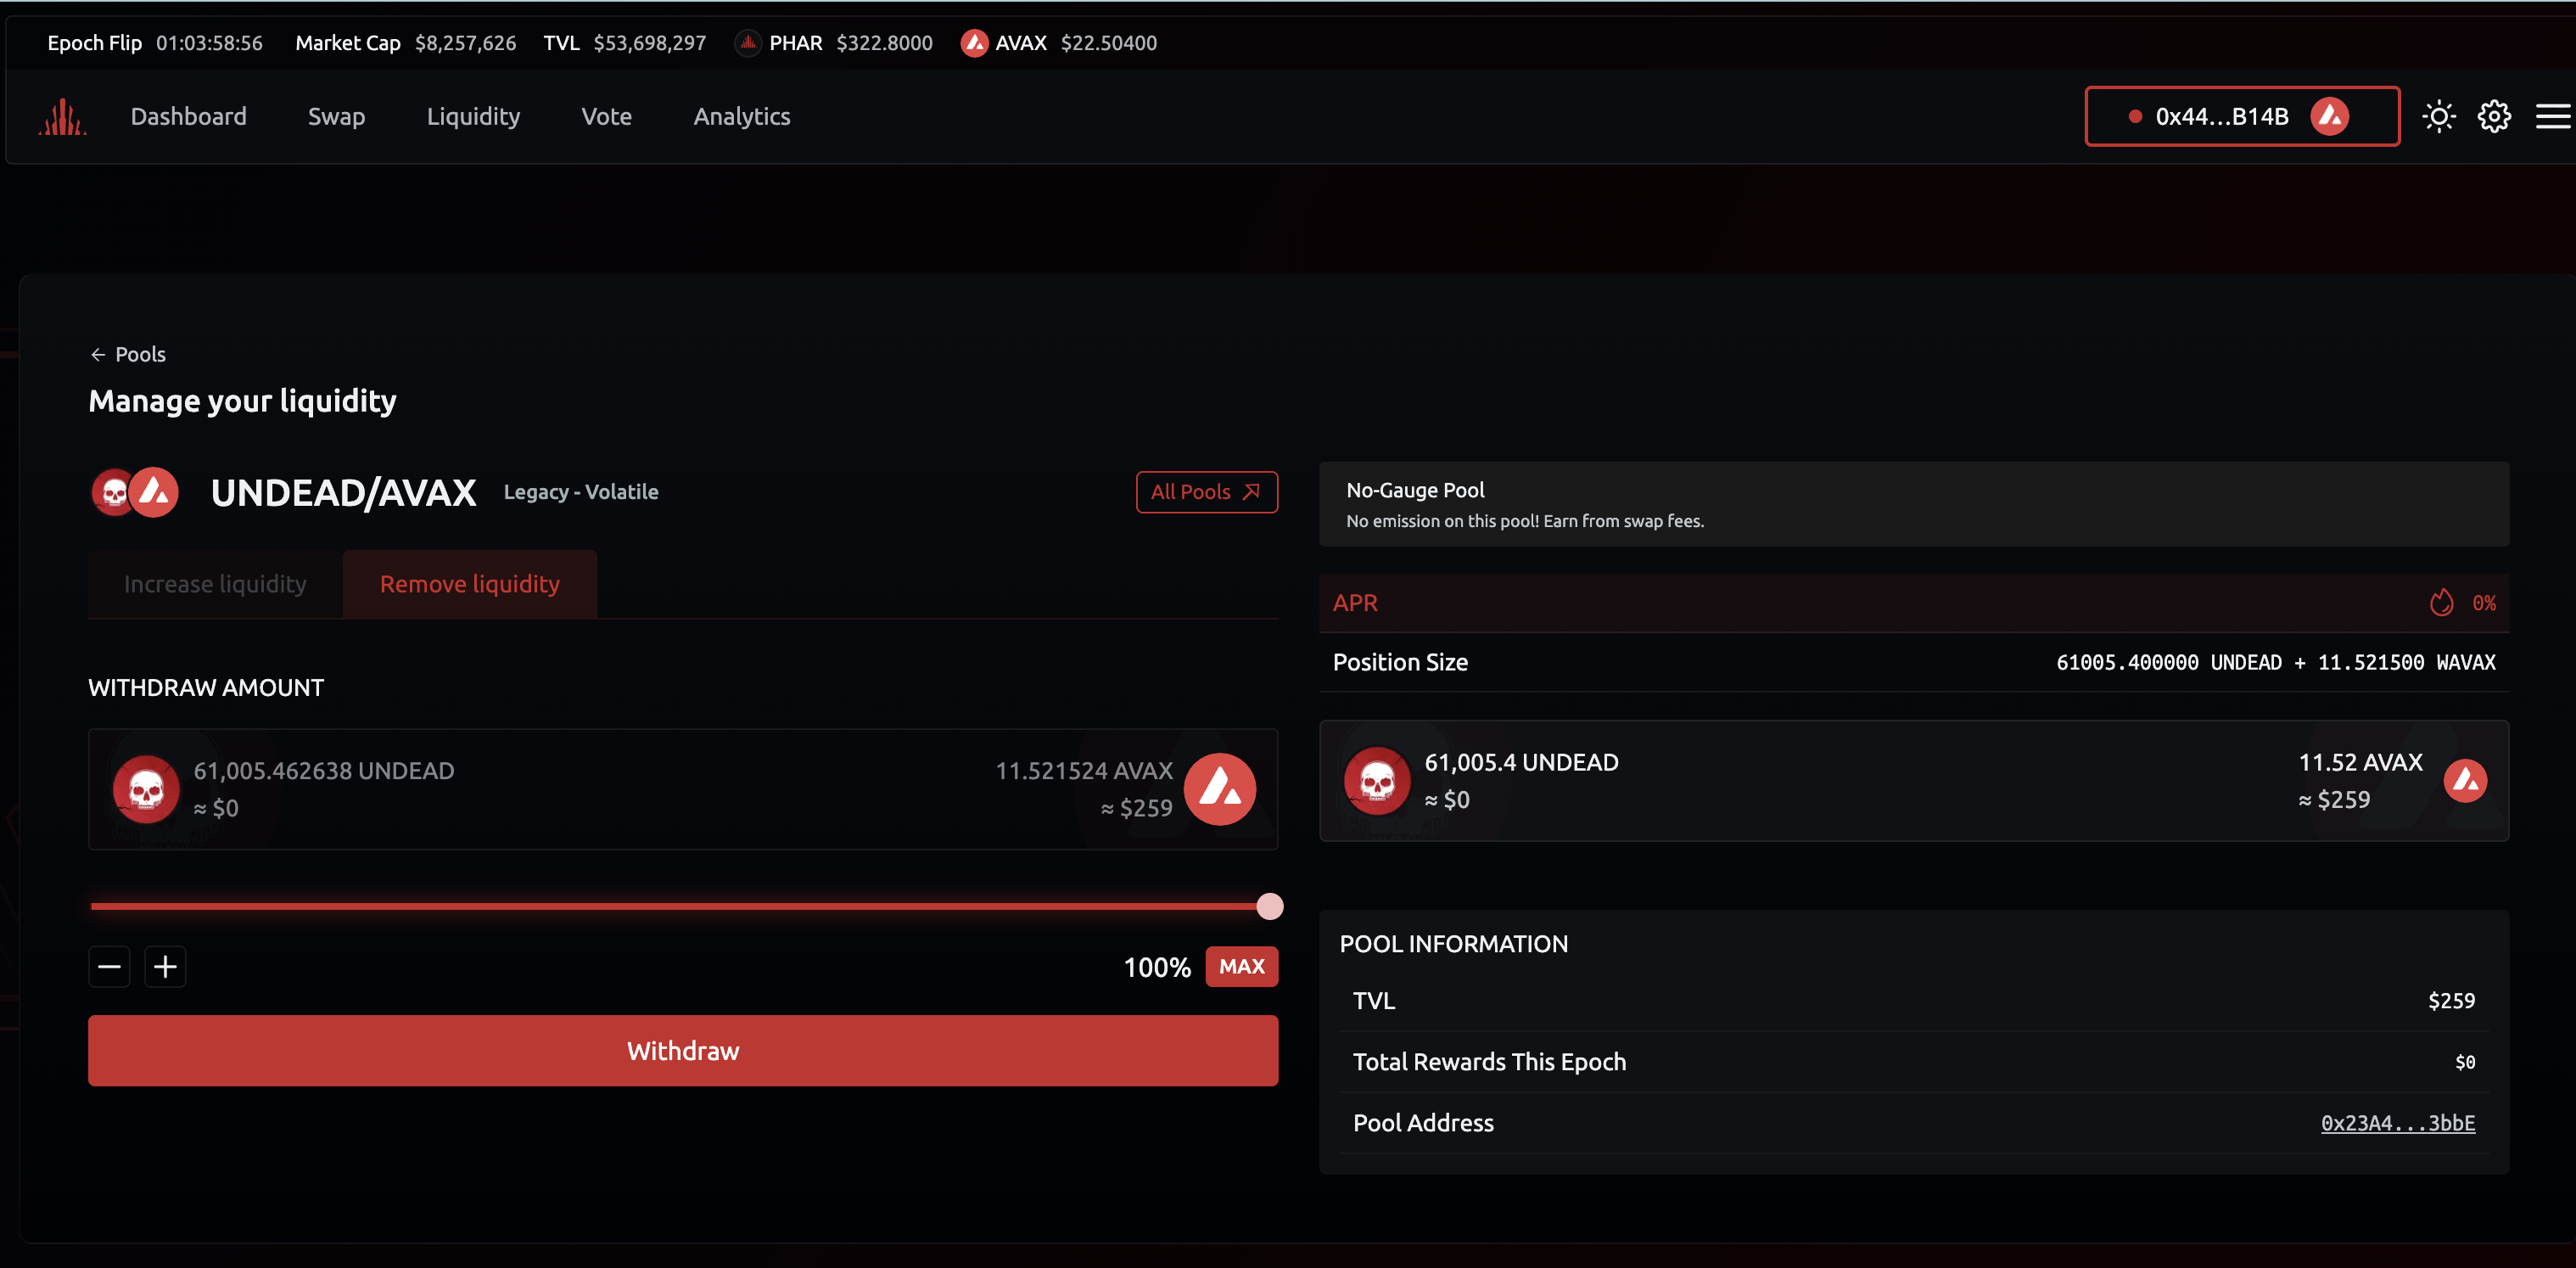 Epoch Flip 01:03:58:56 Market Cap $8,257,626 TVL $53,698,297 PHAR $322.8000 AVAX $22.50400
Dashboard Swap Liquidity Vote Analytics 0x44...B14B
← Pools
Manage your liquidity
UNDEAD/AVAX Legacy - Volatile All Pools
Increase liquidity Remove liquidity
WITHDRAW AMOUNT
61,005.462638 UNDEAD 11.521524 AVAX
≈ $0 ≈ $259
100% MAX
Withdraw
No-Gauge Pool
No emission on this pool! Earn from swap fees.
APR 0%
Position Size 61005.400000 UNDEAD + 11.521500 WAVAX
61,005.4 UNDEAD 11.52 AVAX
≈ $0 ≈ $259
POOL INFORMATION
TVL $259
Total Rewards This Epoch $0
Pool Address 0x23A4...3bbE